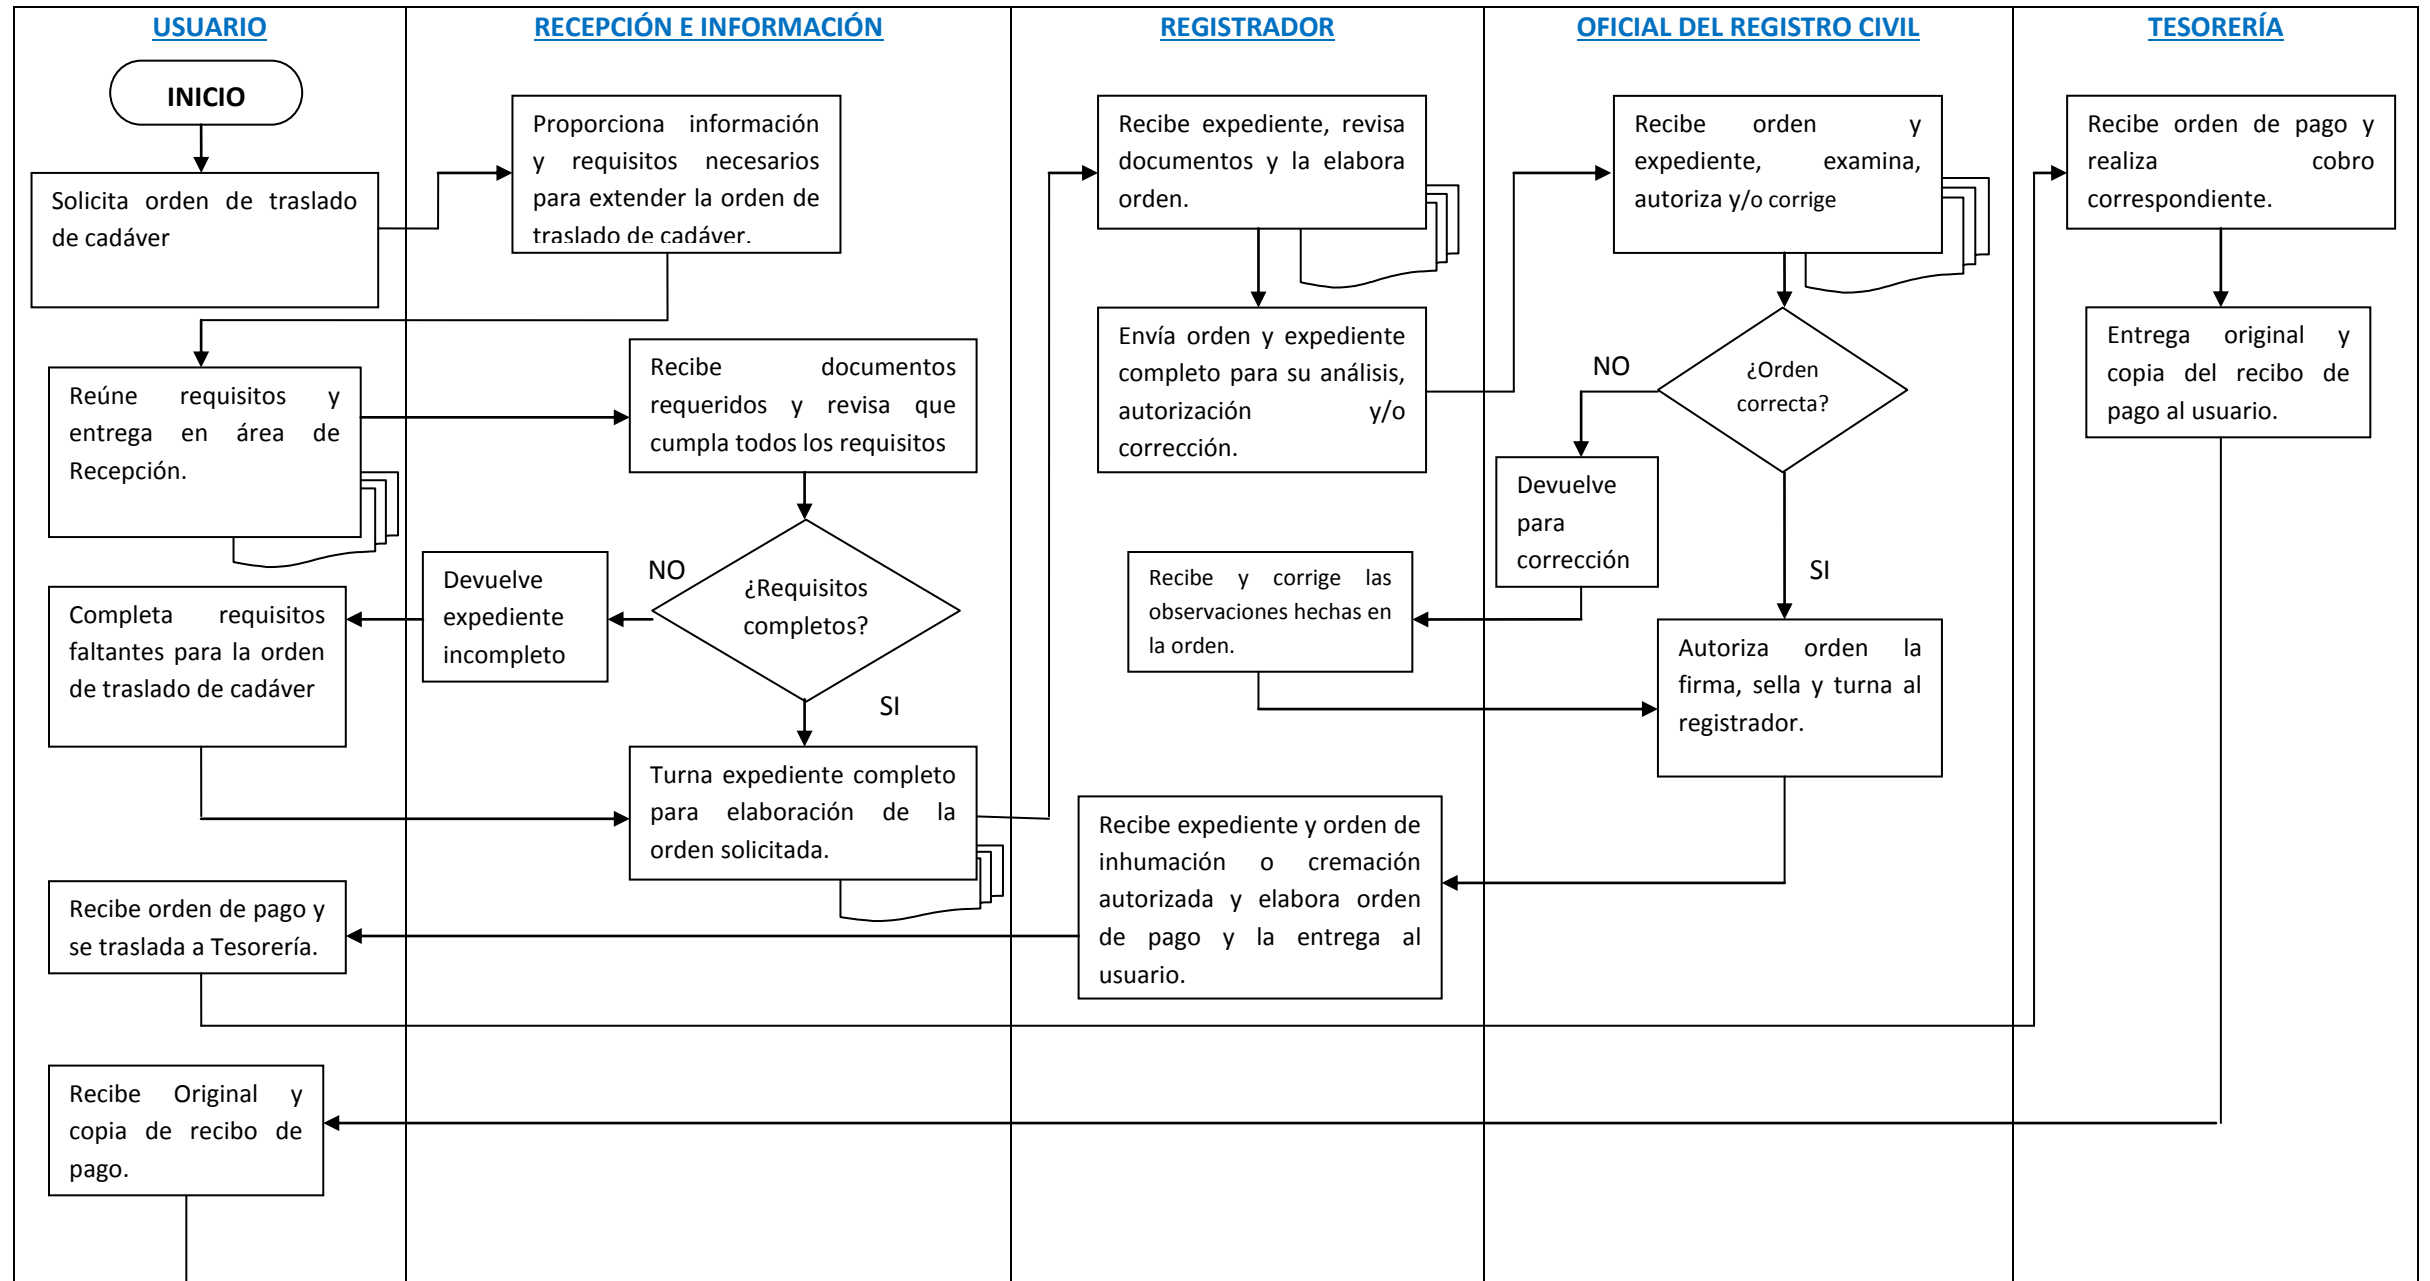 USUARIO
RECEPCIÓN E INFORMACIÓN
REGISTRADOR
OFICIAL DEL REGISTRO CIVIL
TESORERÍA
INICIO
Solicita orden de traslado
de cadáver
Proporciona información
y requisitos necesarios
para extender la orden de
traslado de cadáver.
Reúne requisitos y
entrega en área de
Recepción.
Recibe documentos
requeridos y revisa que
cumpla todos los requisitos
¿Requisitos
completos?
NO
Devuelve
expediente
incompleto
Completa requisitos
faltantes para la orden
de traslado de cadáver
SI
Turna expediente completo
para elaboración de la
orden solicitada.
Recibe expediente, revisa
documentos y la elabora
orden.
Envía orden y expediente
completo para su análisis,
autorización y/o
corrección.
Recibe orden y
expediente, examina,
autoriza y/o corrige
¿Orden
correcta?
NO
Devuelve
para
corrección
Recibe y corrige las
observaciones hechas en
la orden.
SI
Autoriza orden la
firma, sella y turna al
registrador.
Recibe expediente y orden de
inhumación o cremación
autorizada y elabora orden
de pago y la entrega al
usuario.
Recibe orden de pago y
se traslada a Tesorería.
Recibe orden de pago y
realiza cobro
correspondiente.
Entrega original y
copia del recibo de
pago al usuario.
Recibe Original y
copia de recibo de
pago.